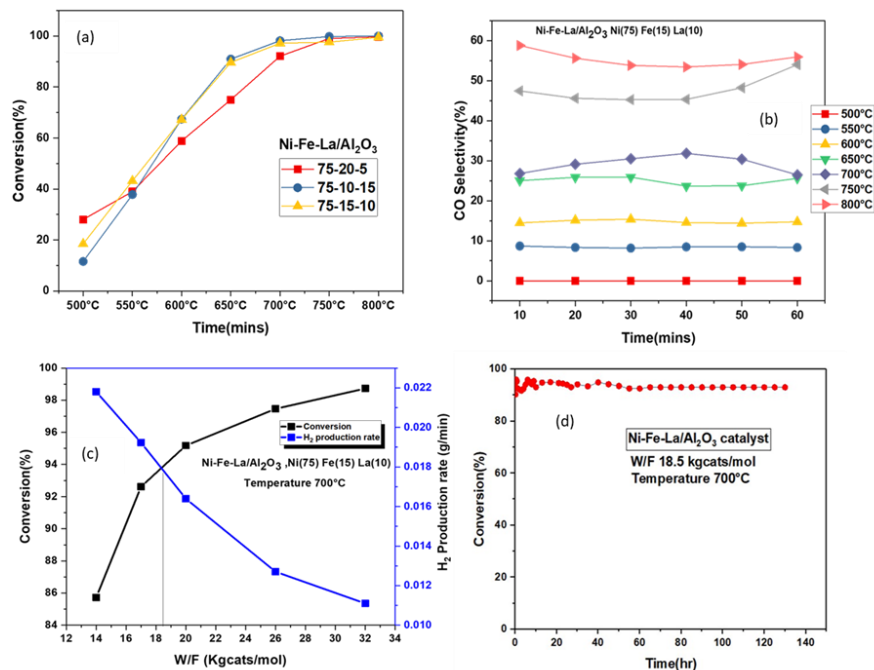 (a)
Conversion(%)
100
80
60
40
20
0
Ni-Fe-La/Al₂O₃
75-20-5
75-10-15
75-15-10
500°C 550°C 600°C 650°C 700°C 750°C 800°C
Time(mins)
Ni-Fe-La/Al₂O₃ Ni(75) Fe(15) La(10)
(b)
CO Selectivity(%)
60
50
40
30
20
10
0
500°C
550°C
600°C
650°C
700°C
750°C
800°C
10 20 30 40 50 60
Time(mins)
(c)
Conversion(%)
100
98
96
94
92
90
88
86
84
Conversion
H₂ production rate
Ni-Fe-La/Al₂O₃ ,Ni(75) Fe(15) La(10)
Temperature 700°C
0.022
0.020
0.018
0.016
0.014
0.012
0.010
H₂ Production rate (g/min)
12 14 16 18 20 22 24 26 28 30 32 34
W/F (Kgcats/mol)
(d)
Conversion(%)
100
80
60
40
20
0
Ni-Fe-La/Al₂O₃ catalyst
W/F 18.5 kgcats/mol
Temperature 700°C
0 20 40 60 80 100 120 140
Time(hr)